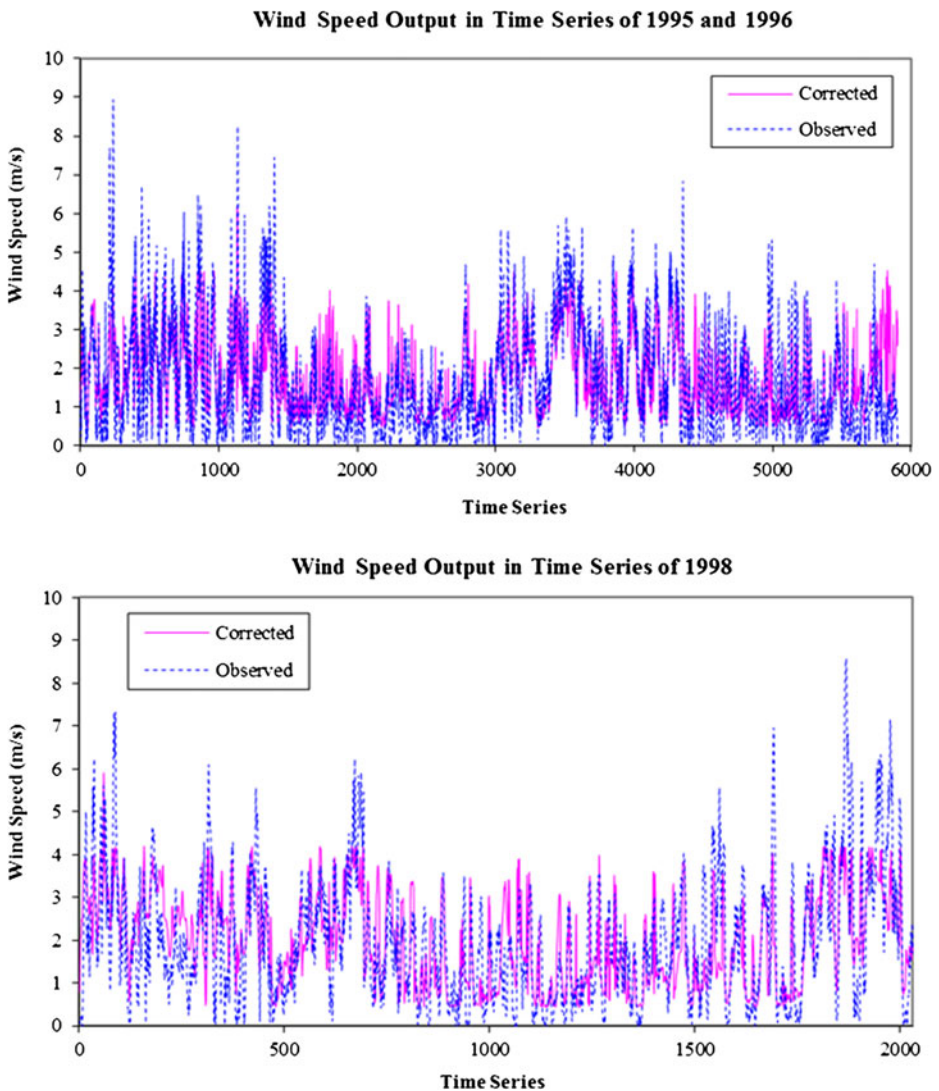 Wind Speed Output in Time Series of 1995 and 1996
10
9
8
7
6
5
4
3
2
1
0
Wind Speed (m/s)
Corrected
Observed
0 1000 2000 3000 4000 5000 6000
Time Series
Wind Speed Output in Time Series of 1998
10
9
8
7
6
5
4
3
2
1
0
Wind Speed (m/s)
Corrected
Observed
0 500 1000 1500 2000
Time Series